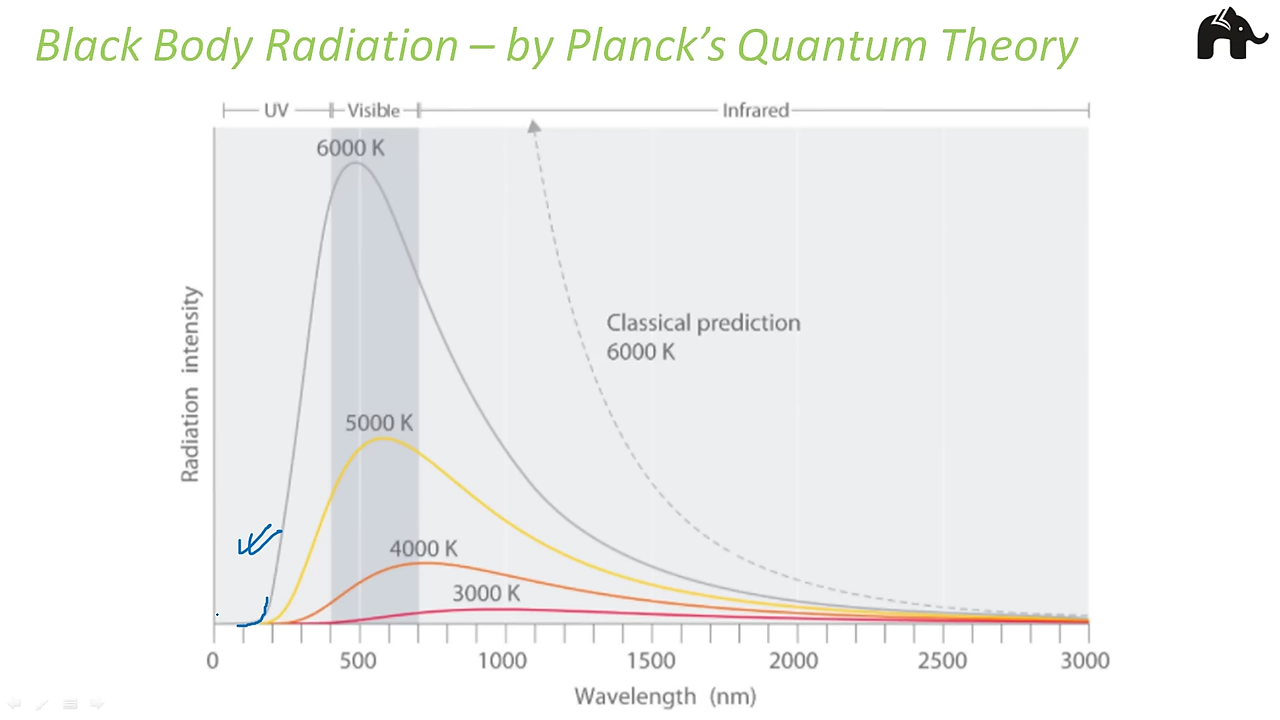 Black Body Radiation – by Planck's Quantum Theory
UV Visible Infrared
6000 K
Classical prediction
6000 K
5000 K
4000 K
3000 K
Radiation intensity
0 500 1000 1500 2000 2500 3000
Wavelength (nm)